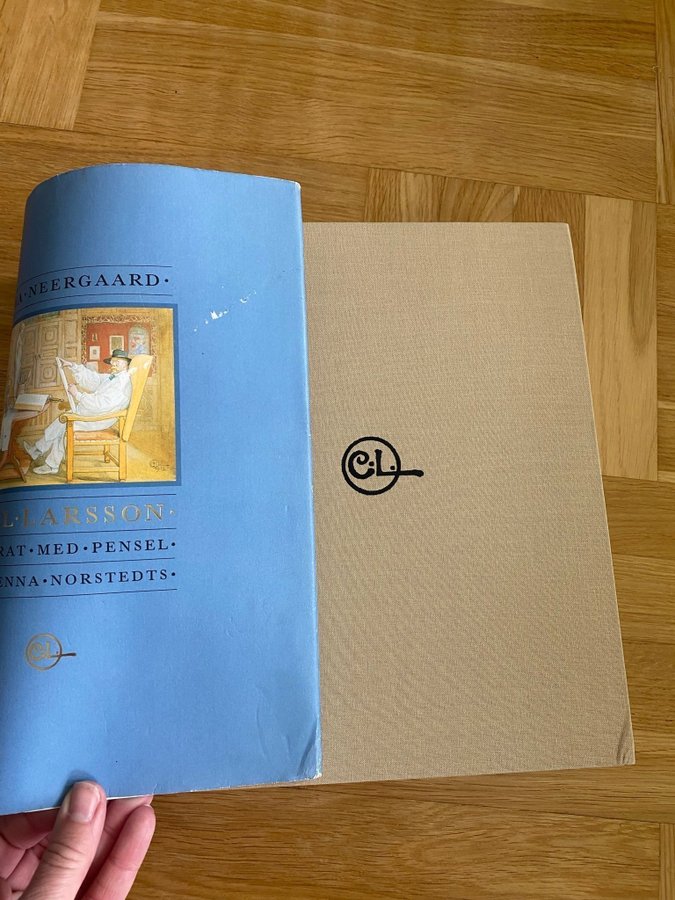 NEERGAARD·
LARSSON·
MED·PENSEL·
NORSTEDTS·
C.L.
C:L.